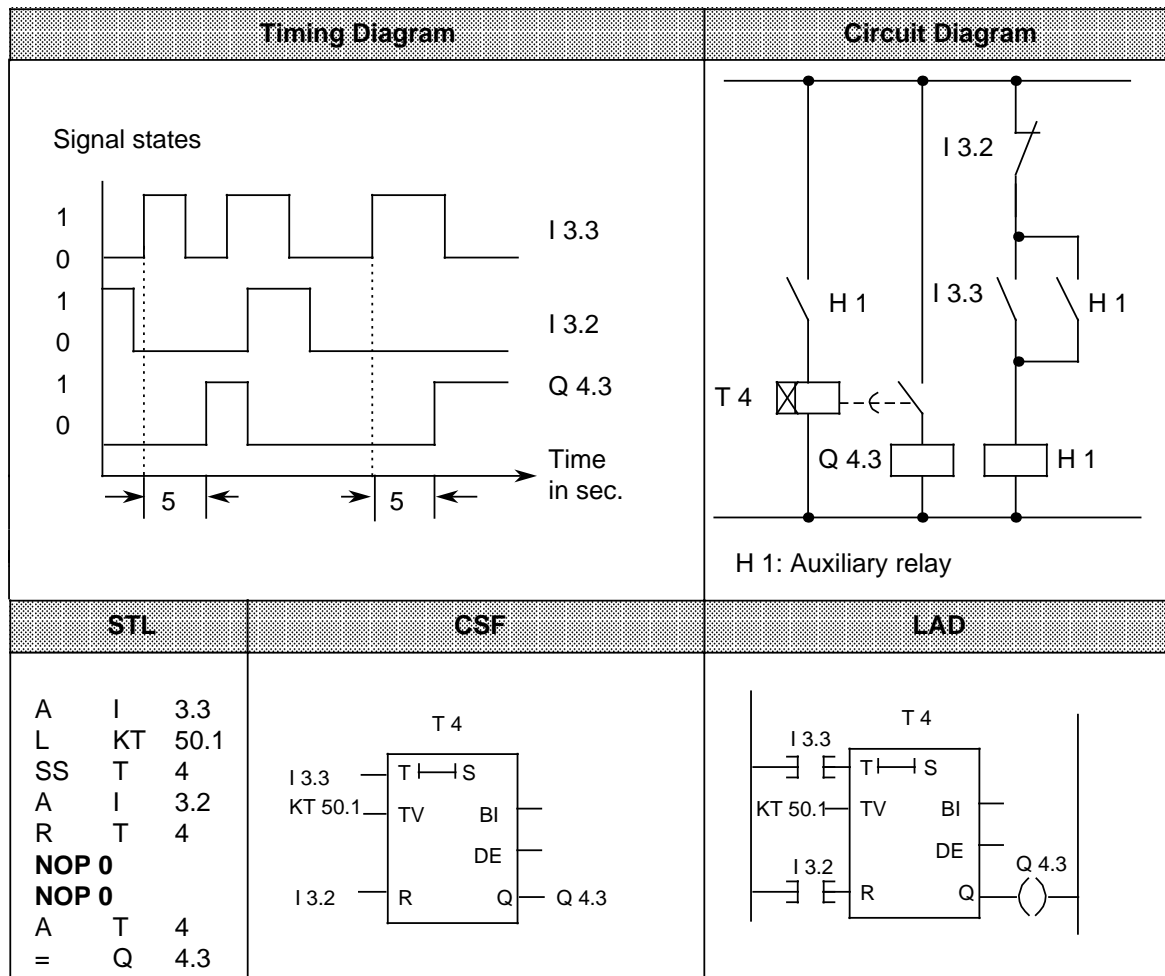 Timing Diagram
Circuit Diagram
Signal states
1
0
I 3.3
1
0
I 3.2
1
0
Q 4.3
Time
in sec.
5
5
I 3.2
H 1
I 3.3
H 1
T 4
Q 4.3
H 1
H 1: Auxiliary relay
STL
CSF
LAD
A I 3.3
L KT 50.1
SS T 4
A I 3.2
R T 4
NOP 0
NOP 0
A T 4
= Q 4.3
T 4
I 3.3 T S
KT 50.1 TV BI
DE
I 3.2 R Q Q 4.3
T 4
I 3.3
T S
KT 50.1 TV BI
DE
I 3.2 Q 4.3
R Q